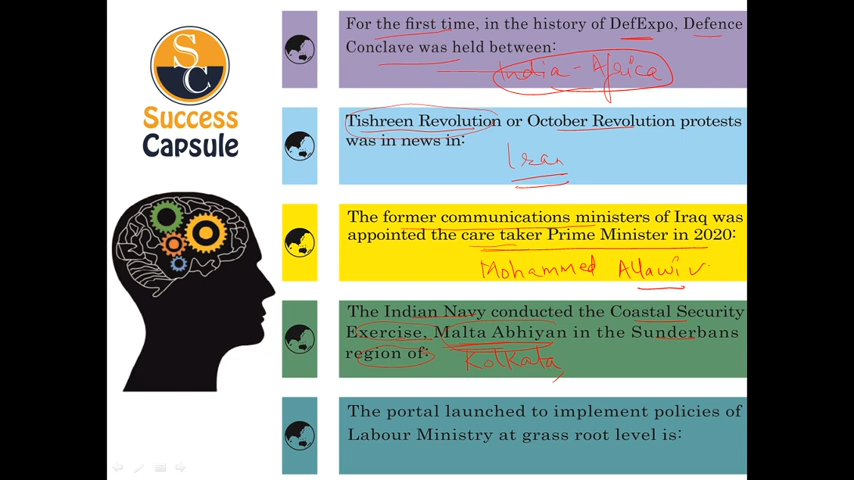 S
C
Success
Capsule
For the first time, in the history of DefExpo, Defence
Conclave was held between:
India-Africa
Tishreen Revolution or October Revolution protests
was in news in:
Iran
The former communications ministers of Iraq was
appointed the care taker Prime Minister in 2020:
Mohammed Allawi
The Indian Navy conducted the Coastal Security
Exercise, Malta Abhiyan in the Sunderbans
region of:
Kolkata,
The portal launched to implement policies of
Labour Ministry at grass root level is: